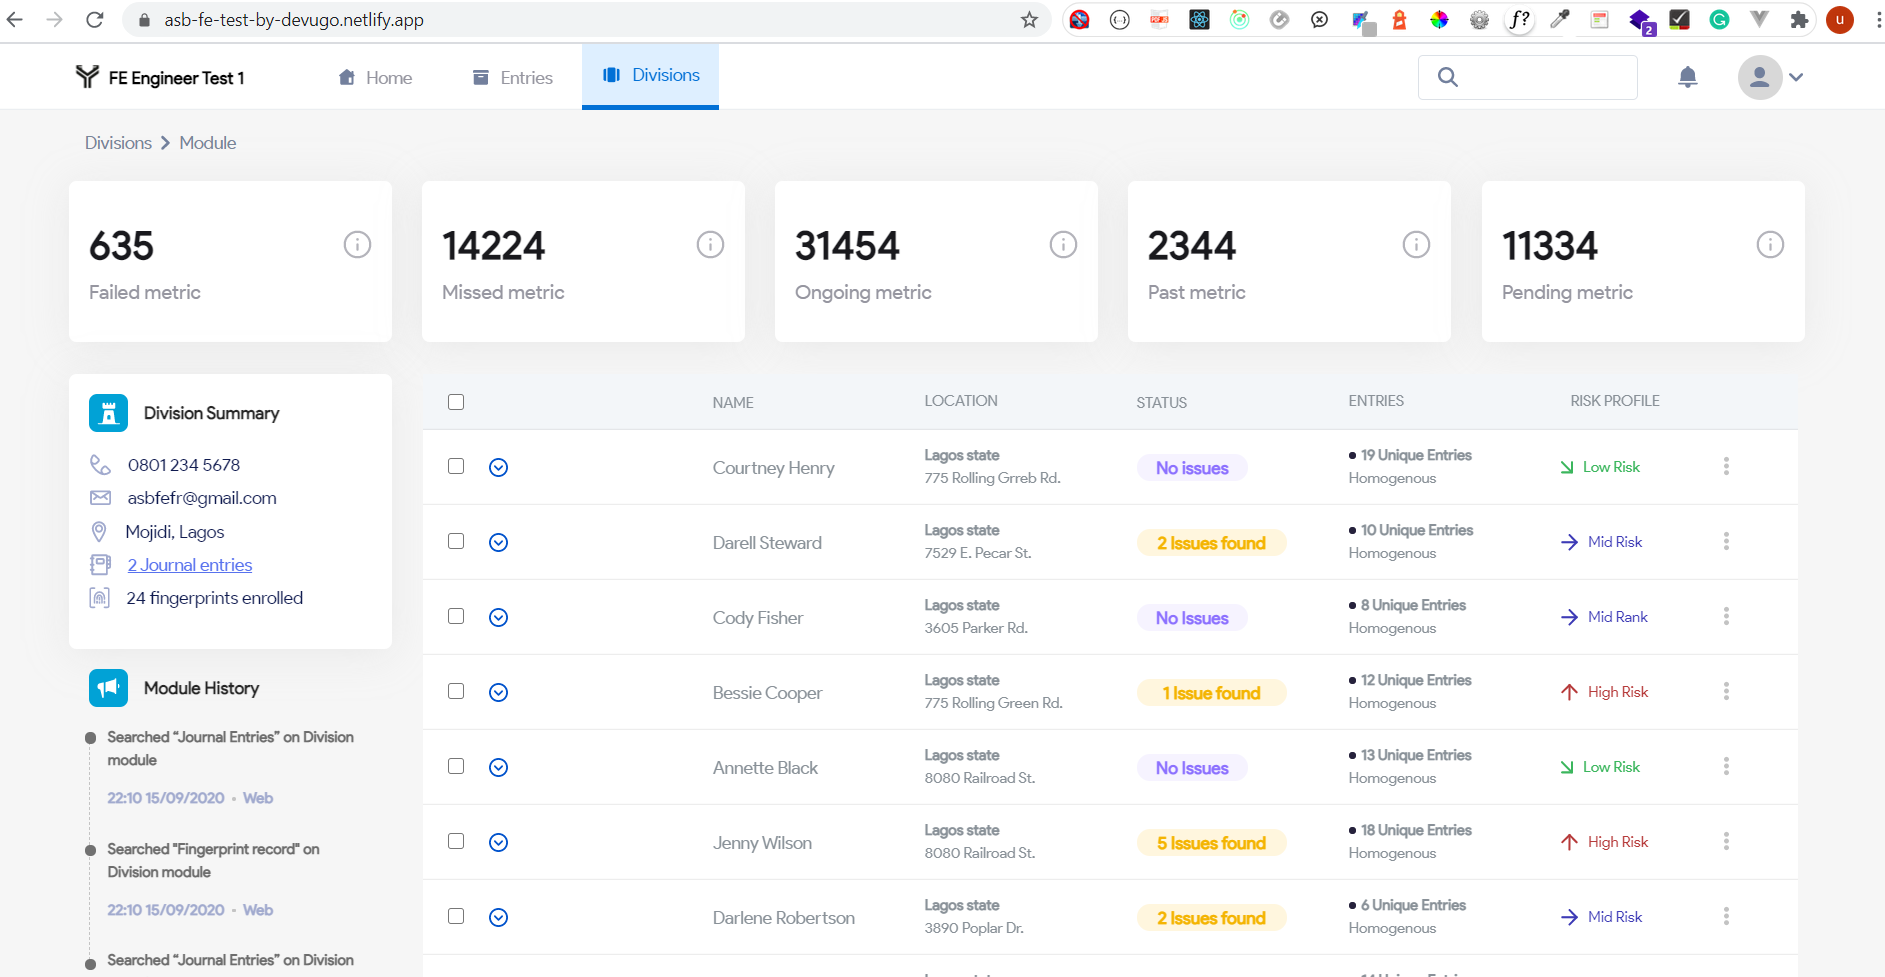 asb-fe-test-by-devugo.netlify.app
f?
2
u
FE Engineer Test 1
Home
Entries
Divisions
Divisions
Module
635
Failed metric
14224
Missed metric
31454
Ongoing metric
2344
Past metric
11334
Pending metric
Division Summary
0801 234 5678
asbfefr@gmail.com
Mojidi, Lagos
2 Journal entries
24 fingerprints enrolled
Module History
Searched “Journal Entries” on Division
module
22:10 15/09/2020 • Web
Searched "Fingerprint record" on
Division module
22:10 15/09/2020 • Web
Searched “Journal Entries” on Division
NAME LOCATION STATUS ENTRIES RISK PROFILE
Courtney Henry
Lagos state
775 Rolling Grreb Rd.
No issues
19 Unique Entries
Homogenous
Low Risk
Darell Steward
Lagos state
7529 E. Pecar St.
2 Issues found
10 Unique Entries
Homogenous
Mid Risk
Cody Fisher
Lagos state
3605 Parker Rd.
No Issues
8 Unique Entries
Homogenous
Mid Rank
Bessie Cooper
Lagos state
775 Rolling Green Rd.
1 Issue found
12 Unique Entries
Homogenous
High Risk
Annette Black
Lagos state
8080 Railroad St.
No Issues
13 Unique Entries
Homogenous
Low Risk
Jenny Wilson
Lagos state
8080 Railroad St.
5 Issues found
18 Unique Entries
Homogenous
High Risk
Darlene Robertson
Lagos state
3890 Poplar Dr.
2 Issues found
6 Unique Entries
Homogenous
Mid Risk